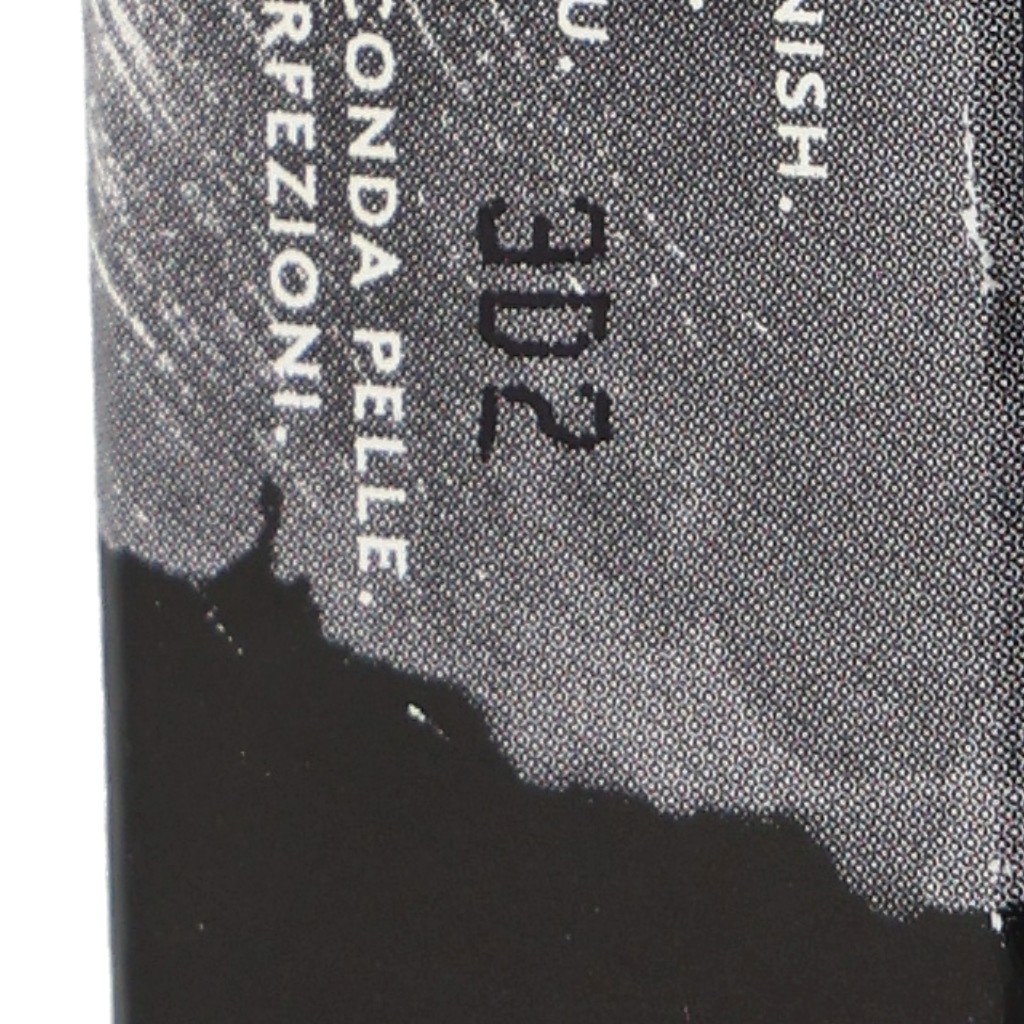 NISH.
U.
3D2
CONDA PELLE.
RFEZIONI.